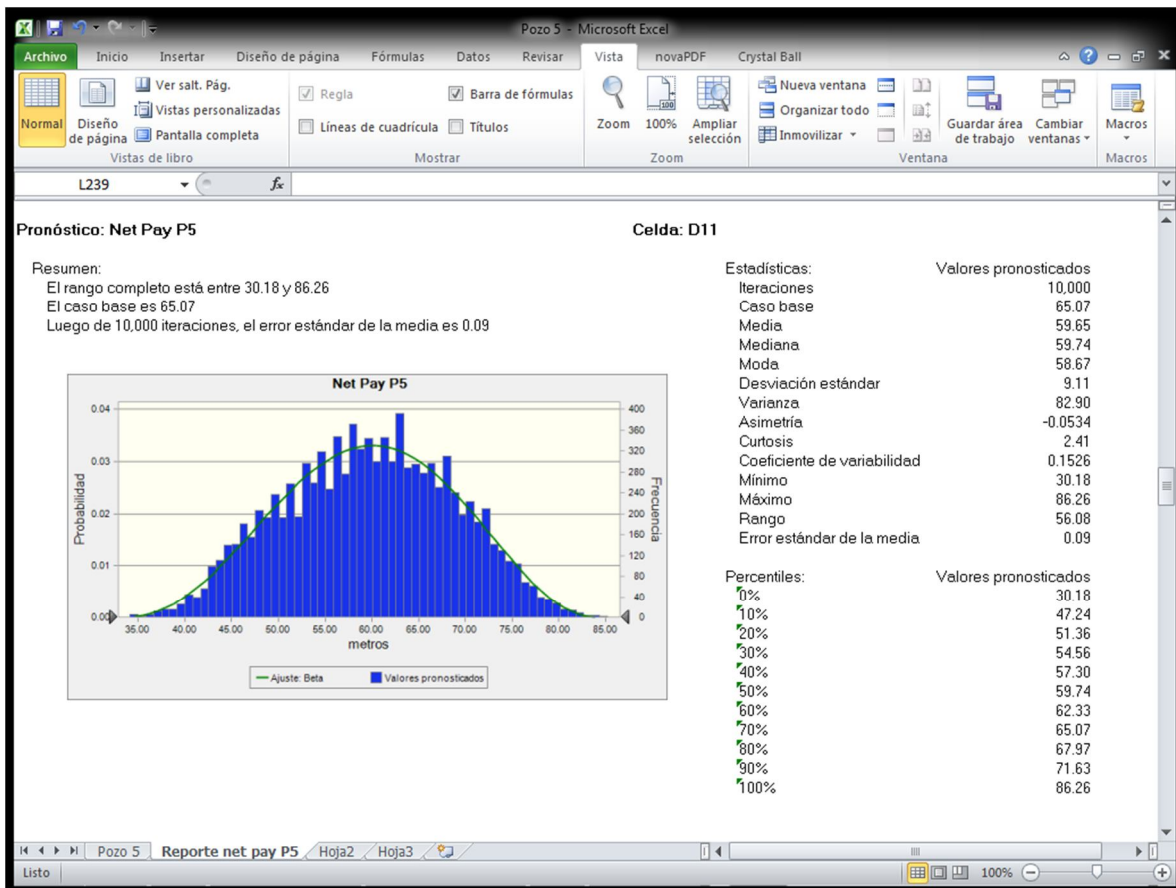 Pozo 5 - Microsoft Excel
Archivo Inicio Insertar Diseño de página Fórmulas Datos Revisar Vista novaPDF Crystal Ball
Normal
Diseño de página
Ver salt. Pág.
Vistas personalizadas
Pantalla completa
Vistas de libro
Regla
Barra de fórmulas
Líneas de cuadrícula
Títulos
Mostrar
Zoom
100%
Ampliar selección
Zoom
Nueva ventana
Organizar todo
Inmovilizar
Guardar área de trabajo
Cambiar ventanas
Ventana
Macros
Macros
L239 fx
Pronóstico: Net Pay P5 Celda: D11
Resumen:
El rango completo está entre 30.18 y 86.26
El caso base es 65.07
Luego de 10,000 iteraciones, el error estándar de la media es 0.09
Net Pay P5
Probabilidad
0.04
0.03
0.02
0.01
0.00
400
360
320
280
240
200
160
120
80
40
0
Frecuencia
35.00 40.00 45.00 50.00 55.00 60.00 65.00 70.00 75.00 80.00 85.00
metros
Ajuste: Beta Valores pronosticados
Estadísticas: Valores pronosticados
Iteraciones 10,000
Caso base 65.07
Media 59.65
Mediana 59.74
Moda 58.67
Desviación estándar 9.11
Varianza 82.90
Asimetría -0.0534
Curtosis 2.41
Coeficiente de variabilidad 0.1526
Mínimo 30.18
Máximo 86.26
Rango 56.08
Error estándar de la media 0.09
Percentiles: Valores pronosticados
0% 30.18
10% 47.24
20% 51.36
30% 54.56
40% 57.30
50% 59.74
60% 62.33
70% 65.07
80% 67.97
90% 71.63
100% 86.26
Pozo 5 Reporte net pay P5 Hoja2 Hoja3
Listo 100%